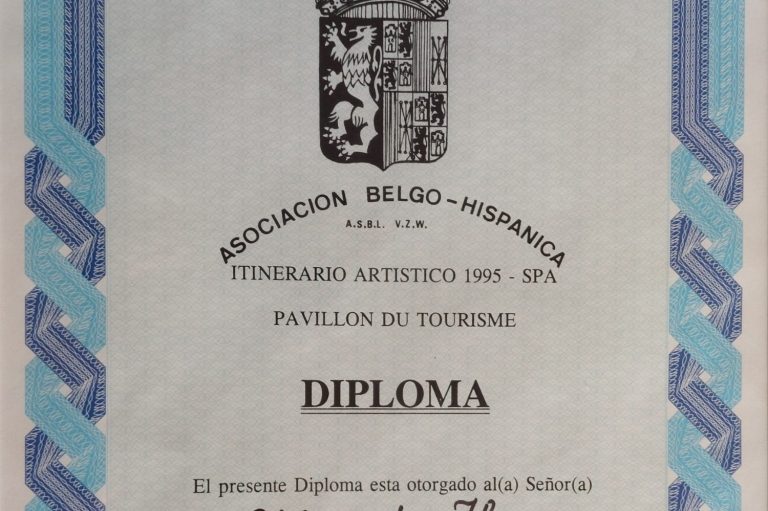 ASOCIACION BELGO-HISPANICA
A.S.B.L. V.Z.W.
ITINERARIO ARTISTICO 1995 - SPA
PAVILLON DU TOURISME
DIPLOMA
El presente Diploma esta otorgado al(a) Señor(a)